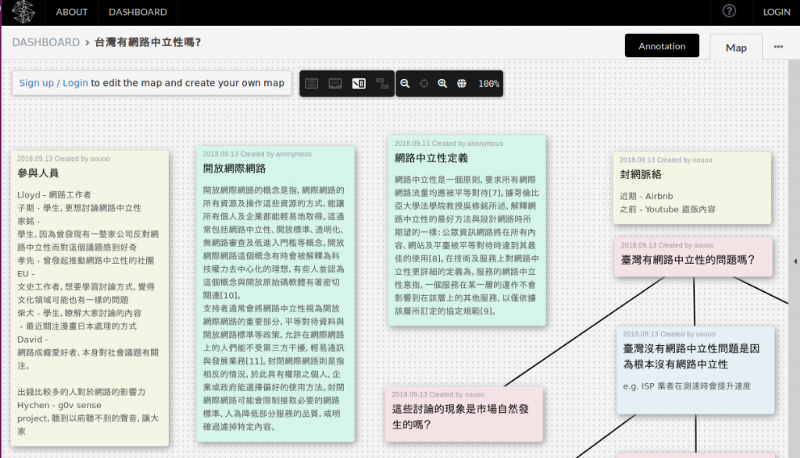 ABOUT
DASHBOARD
LOGIN
DASHBOARD > 台灣有網路中立性嗎?
Annotation
Map
Sign up / Login to edit the map and create your own map
100%
2018.09.13 Created by oouoo
參與人員
Lloyd - 網路工作者
子期 - 學生, 更想討論網路中立性
家銘 -
學生, 因為曾發現有一整家公司反對網
路中立性而對這個議題感到好奇
孝先 - 曾發起推動網路中立性的社團
EU -
文史工作者, 想要學習討論方式, 覺得
文化領域可能也有一樣的問題
柴犬 - 學生, 瞭解大家討論的內容
- 最近關注漫畫日本處理的方式
David -
網路成癮愛好者, 本身對社會議題有關
注。
出錢比較多的人對於網路的影響力
Hychen - g0v sense
project, 聽到以前聽不到的聲音, 讓大
家
2018.09.13 Created by anonymous
開放網際網路
開放網際網路的概念是指, 網際網路的
所有資源及操作這些資源的方式, 能讓
所有個人及企業都能輕易地取得, 這通
常包括網路中立性、開放標準、透明化、
無網路審查及低進入門檻等概念。開放
網際網路這個概念有時會被解釋為科
技權力去中心化的理想, 有些人並認為
這個概念與開放原始碼軟體有著密切
關連[10]。
支持者通常會將網路中立性視為開放
網際網路的重要部分, 平等對待資料與
開放網路標準等政策, 允許在網際網路
上的人們能不受第三方干擾, 輕易通訊
與發展業務[11]。封閉網際網路則是指
相反的情況, 於此具有權限之個人、企
業或政府能選擇偏好的使用方法, 封閉
網際網路可能會限制接取必要的網路
標準、人為降低部分服務的品質, 或明
確過濾掉特定內容。
2018.09.13 Created by anonymous
網路中立性定義
網路中立性是一個原則, 要求所有網際
網路流量均應被平等對待[7]。據哥倫比
亞大學法學院教授吳修銘所述, 解釋網
路中立性的最好方法與設計網路時所
期望的一樣: 公眾資訊網路將在所有內
容、網站及平臺被平等對待時達到其最
佳的使用[8]。在技術及服務上對網路中
立性更詳細的定義為, 服務的網路中立
性意指, 一個服務在某一層的運作不會
影響到在該層上的其他服務, 以僅依據
該層所訂定的協定規範[9]。
2018.09.13 Created by oouoo
封網脈絡
近期 - Airbnb
之前 - Youtube 盜版內容
2018.09.13 Created by oouoo
臺灣有網路中立性的問題嗎?
2018.09.13 Created by oouoo
臺灣沒有網路中立性問題是因
為根本沒有網路中立性
e.g. ISP 業者在測速時會提升速度
2018.09.13 Created by oouoo
這些討論的現象是市場自然發
生的嗎?